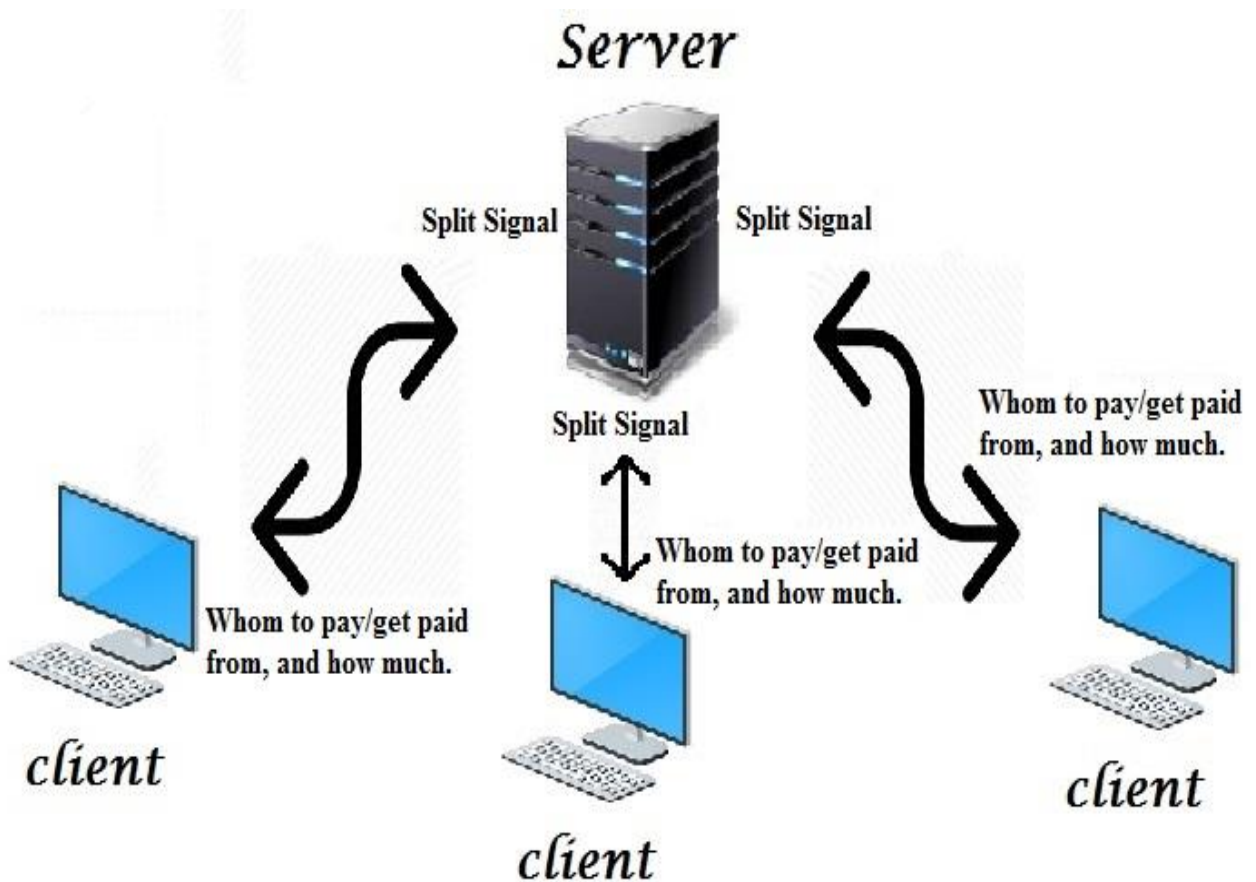 Server
Split Signal
Split Signal
Split Signal
Whom to pay/get paid
from, and how much.
Whom to pay/get paid
from, and how much.
Whom to pay/get paid
from, and how much.
client
client
client